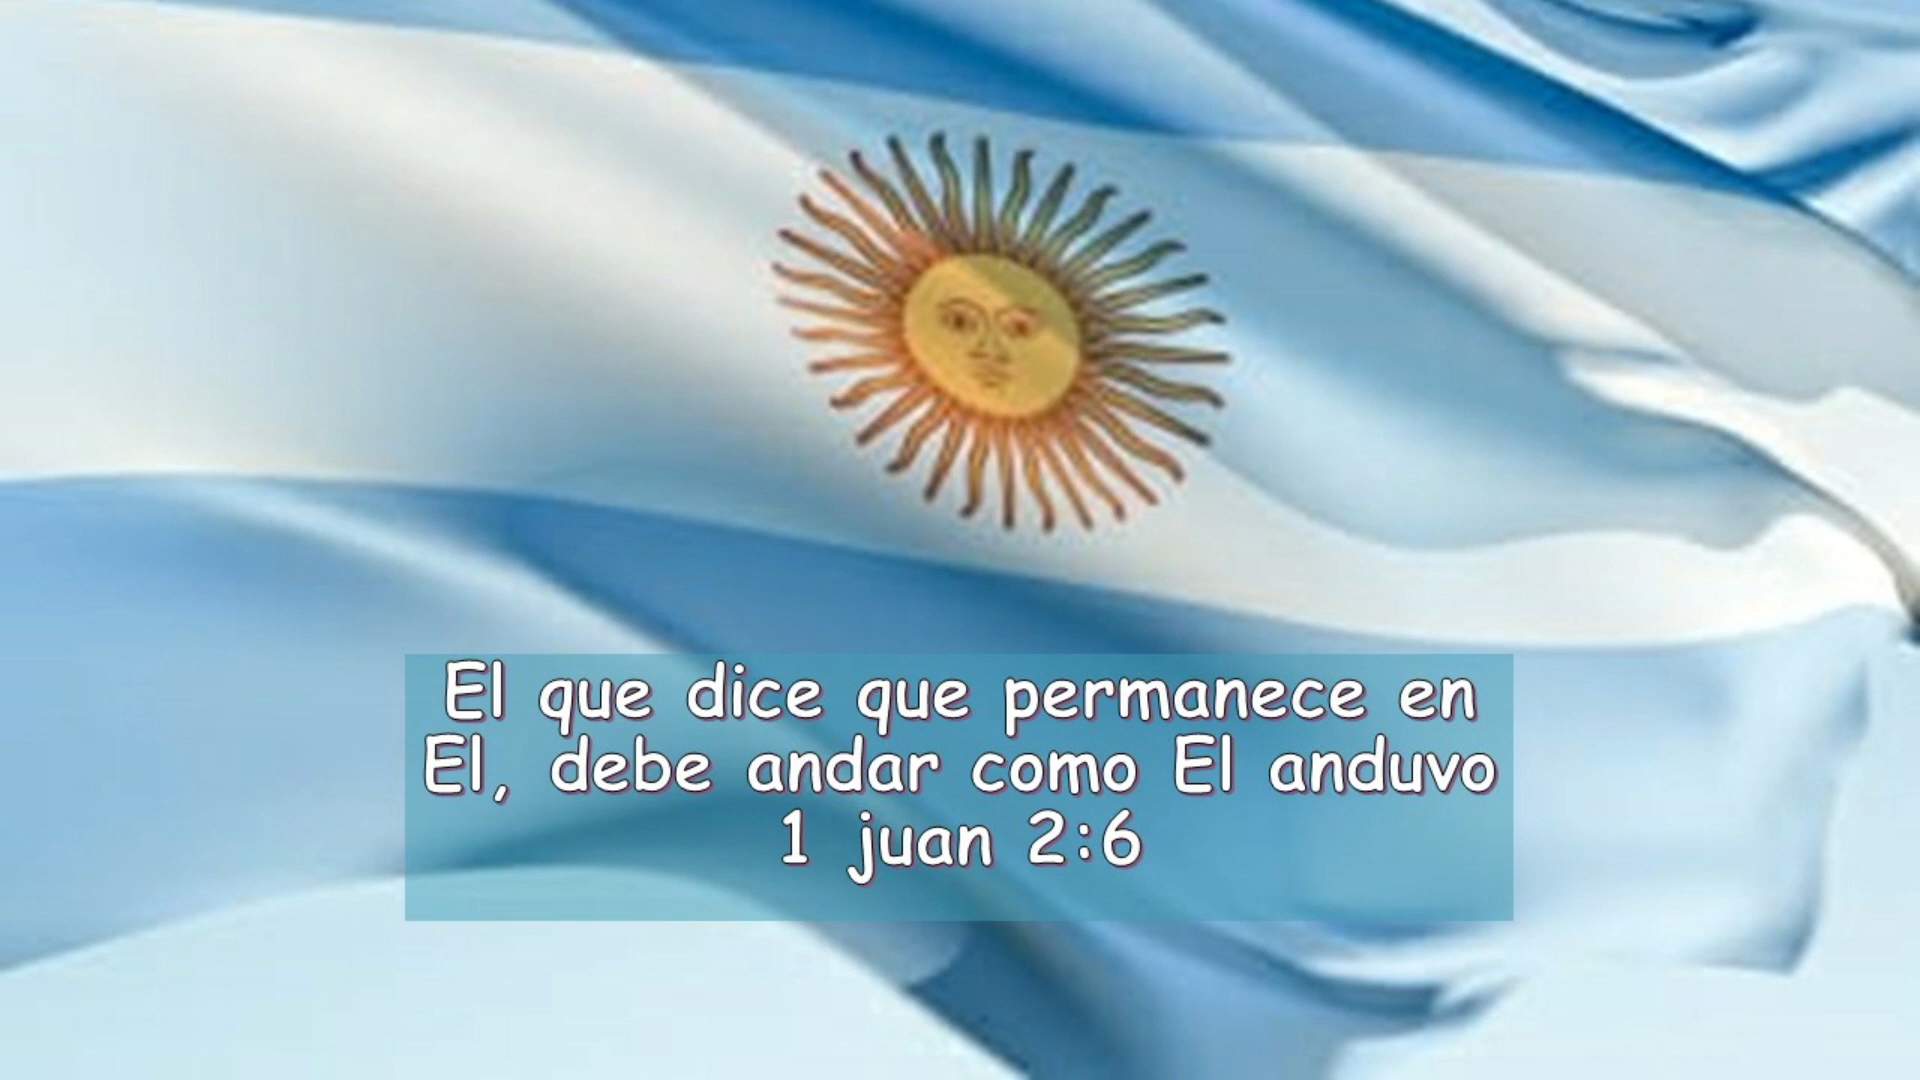 El que dice que permanece en
El, debe andar como El anduvo
1 juan 2:6